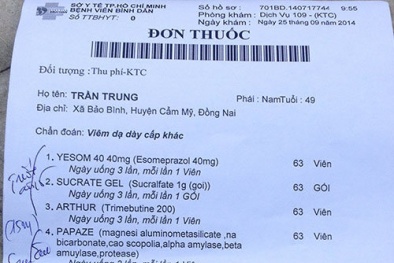 SỞ Y TẾ TP.HỒ CHÍ MINH
BỆNH VIỆN BÌNH DÂN
Số TTBHYT: 0
Số hồ sơ : 701BD.140717744 9:55
Phòng khám : Dịch Vụ 109 - (KTC)
Ngày khám : Ngày 25 tháng 09 năm 2014
ĐƠN THUỐC
Đối tượng : Thu phí-KTC
Họ tên: TRẦN TRUNG Phái : Nam Tuổi : 49
Địa chỉ: Xã Bảo Bình, Huyện Cẩm Mỹ, Đồng Nai
Chẩn đoán: Viêm dạ dày cấp khác
1. YESOM 40 40mg (Esomeprazol 40mg) 63 Viên
Ngày uống 3 lần, mỗi lần 1 Viên
2. SUCRATE GEL (Sucralfate 1g (gói)) 63 GÓI
Ngày uống 3 lần, mỗi lần 1 GÓI
3. ARTHUR (Trimebutine 200) 63 Viên
Ngày uống 3 lần, mỗi lần 1 Viên
4. PAPAZE (magnesi aluminometasilicate ,na 63 Viên
bicarbonate,cao scopolia,alpha amylase,beta
amuylase,protease)